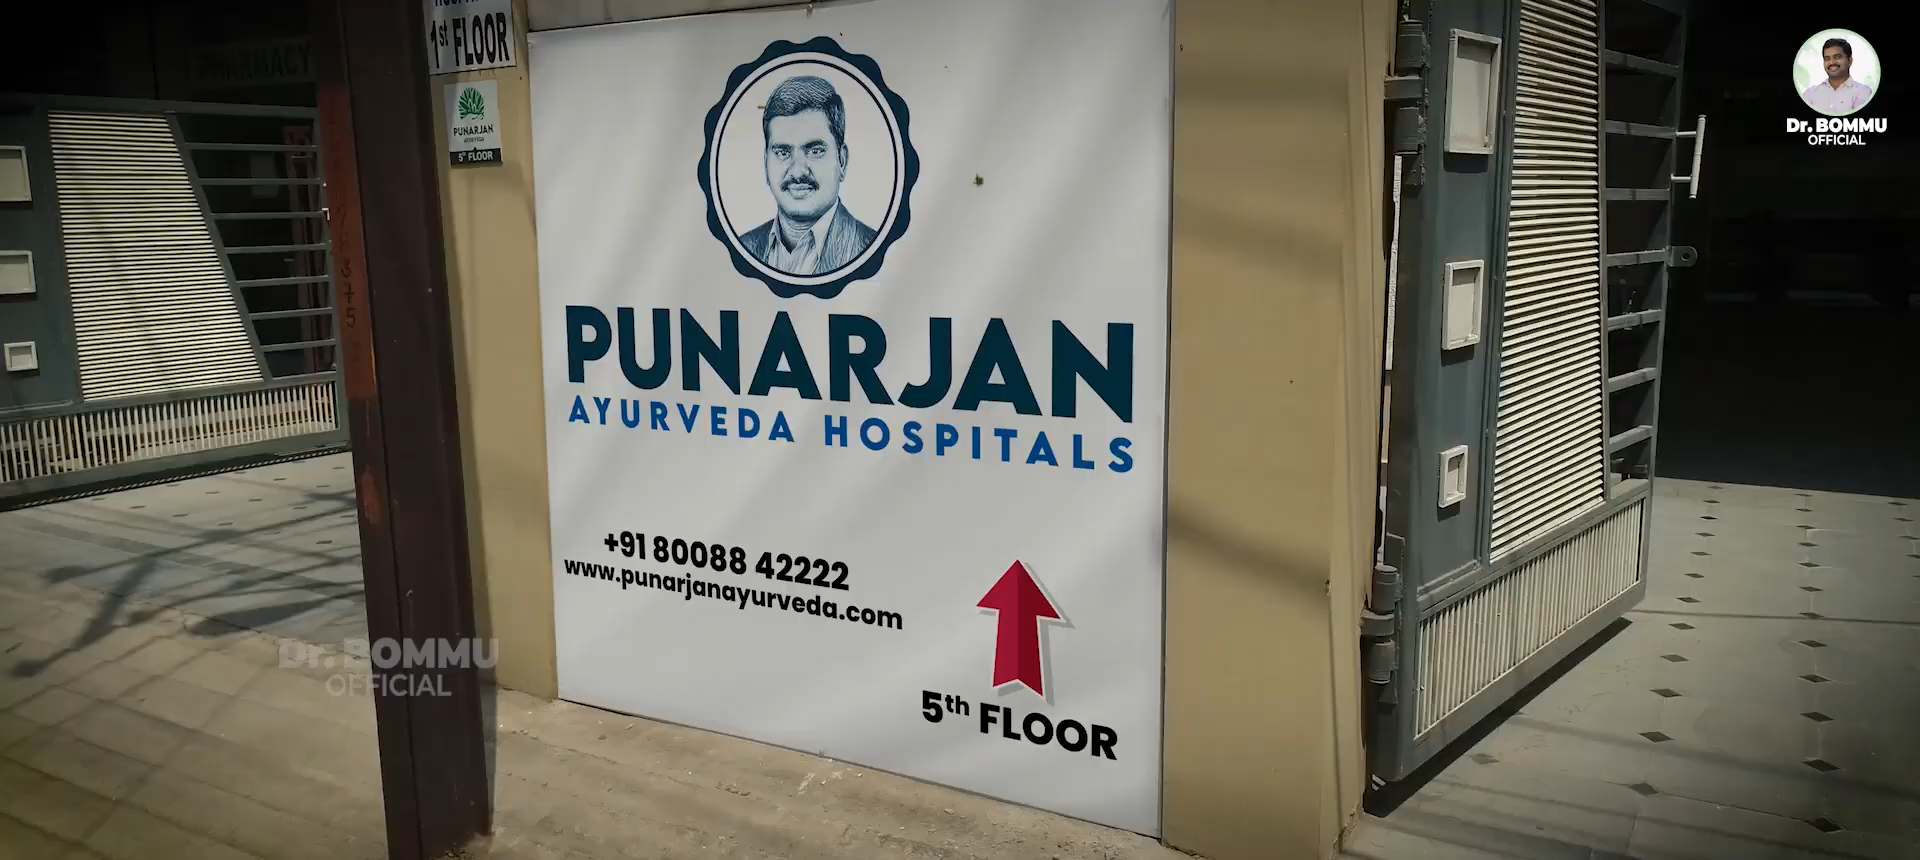 1st FLOOR
PHARMACY
PUNARJAN
AYURVEDA
5th FLOOR
PUNARJAN
AYURVEDA HOSPITALS
+91 80088 42222
www.punarjanayurveda.com
5th FLOOR
Dr. BOMMU
OFFICIAL
Dr. BOMMU
OFFICIAL